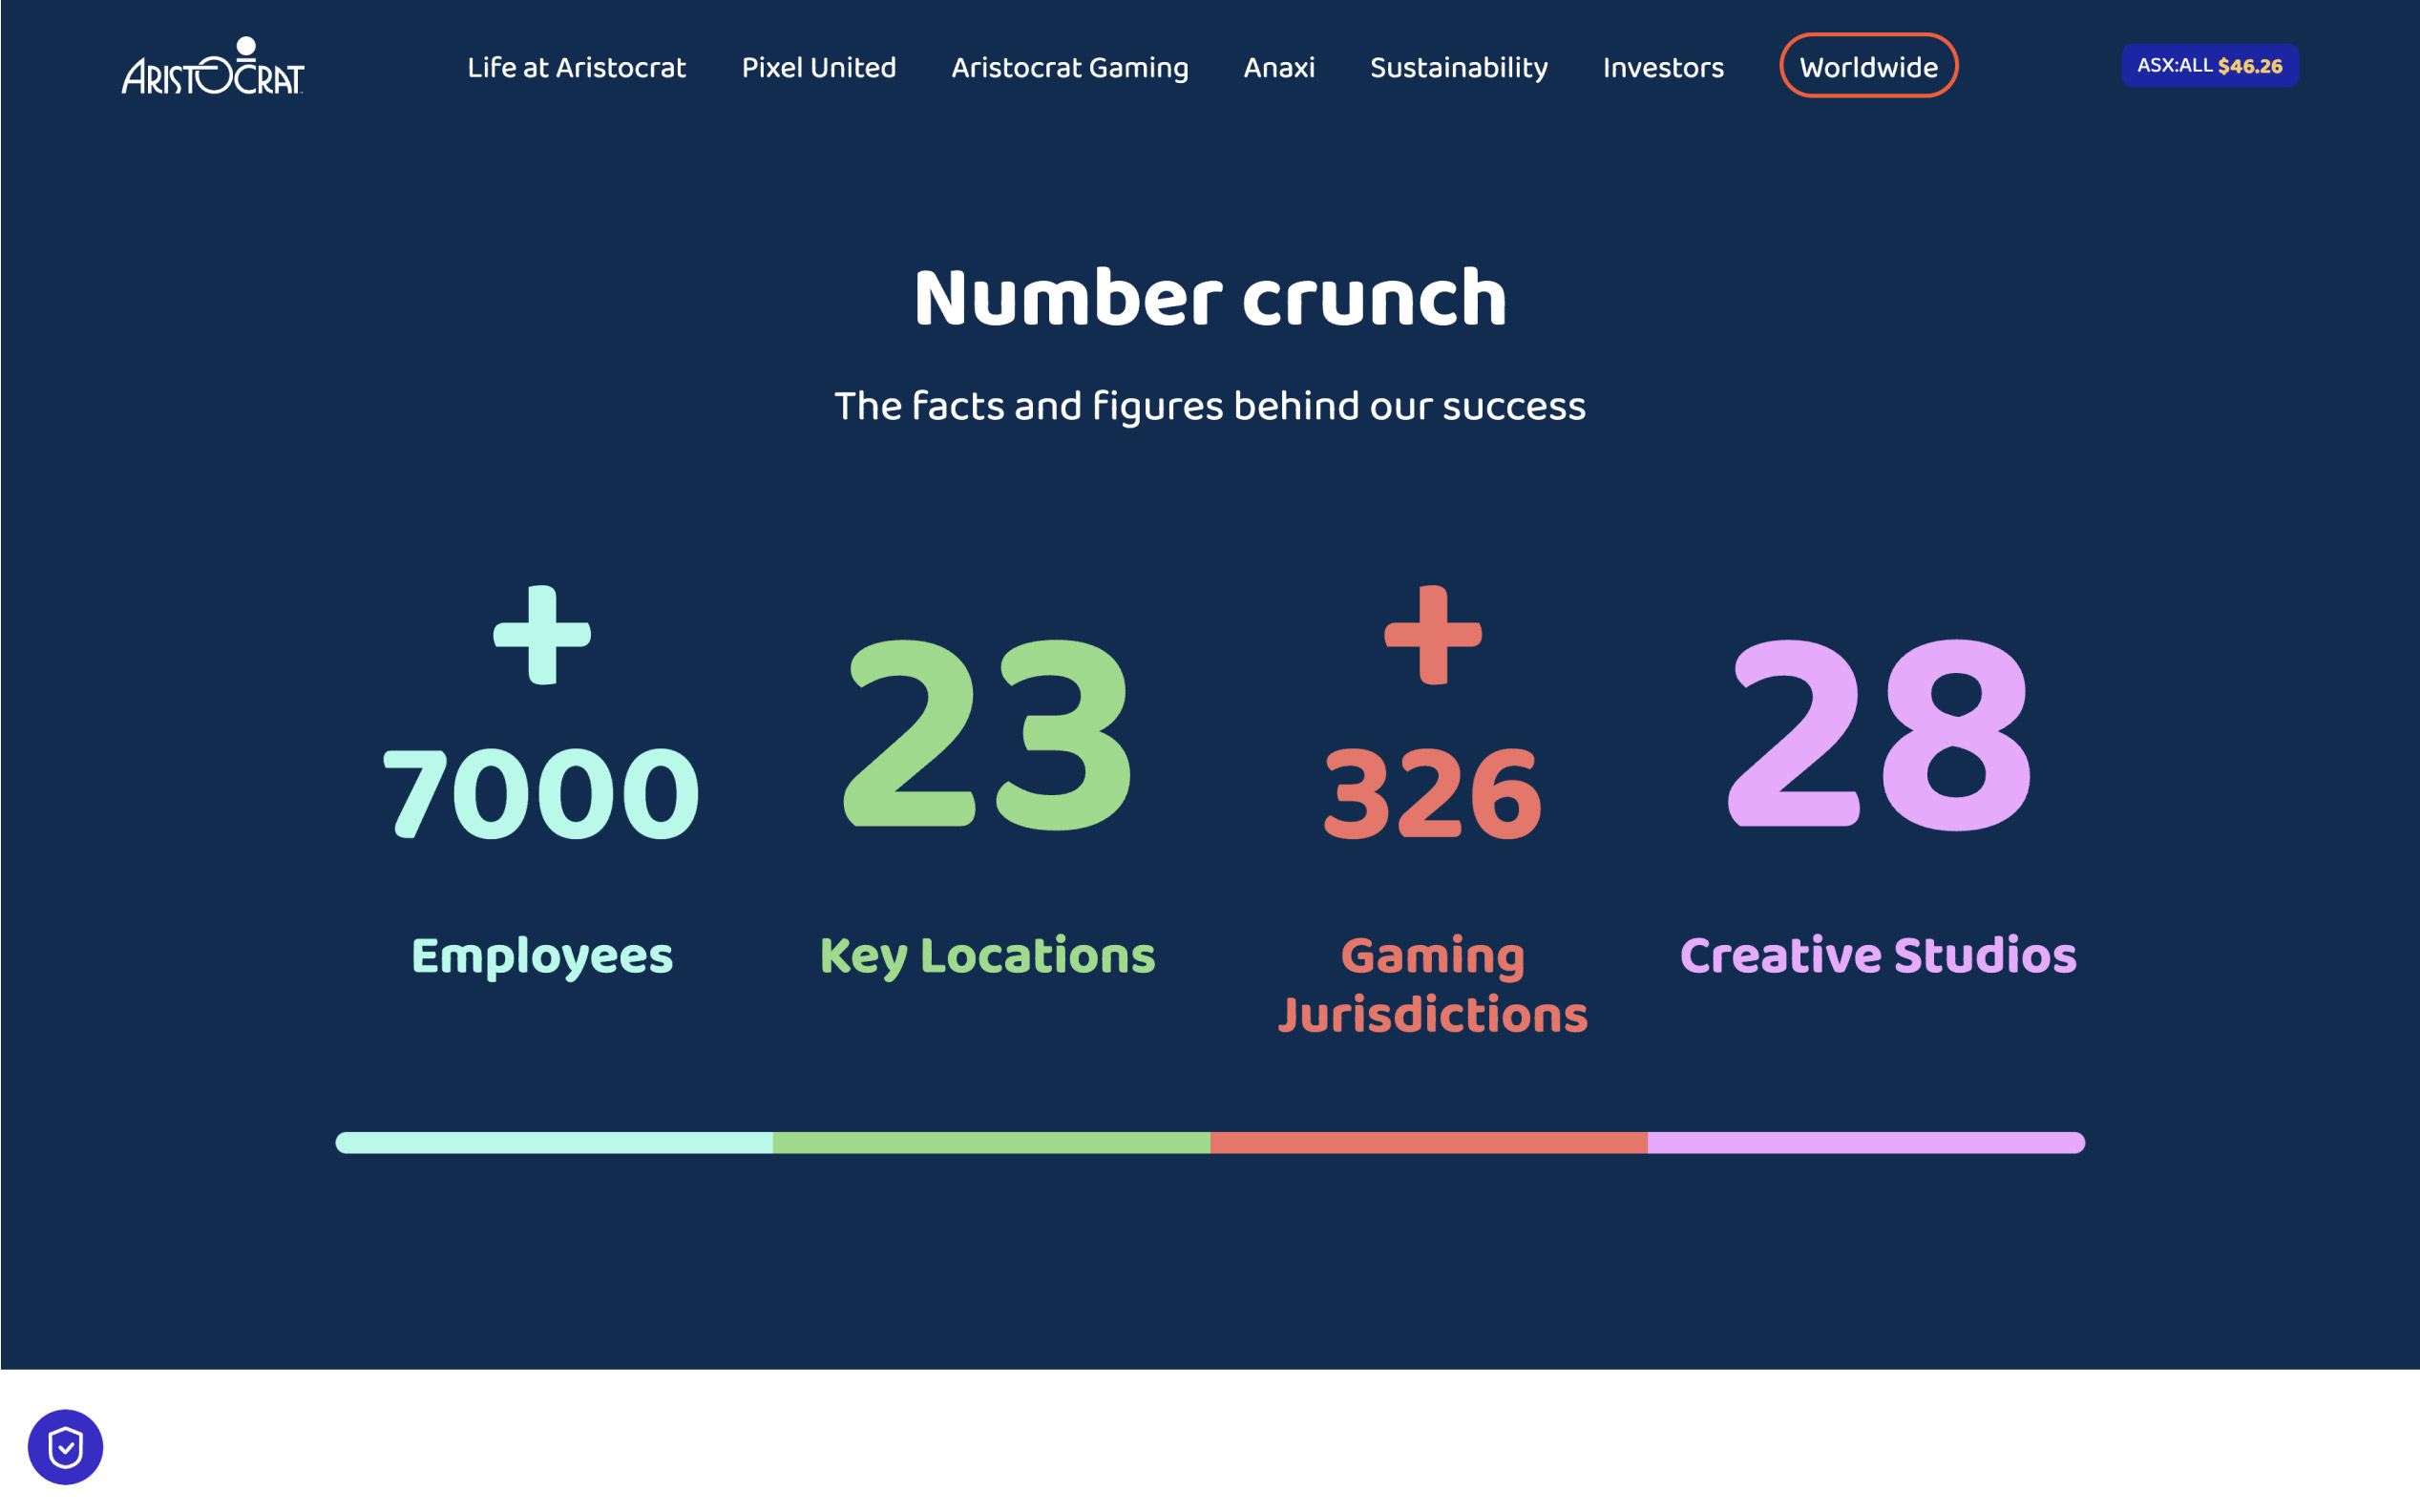 ARISTOCRAT
Life at Aristocrat
Pixel United
Aristocrat Gaming
Anaxi
Sustainability
Investors
Worldwide
ASX:ALL $46.26
Number crunch
The facts and figures behind our success
+
7000
Employees
23
Key Locations
+
326
Gaming
Jurisdictions
28
Creative Studios